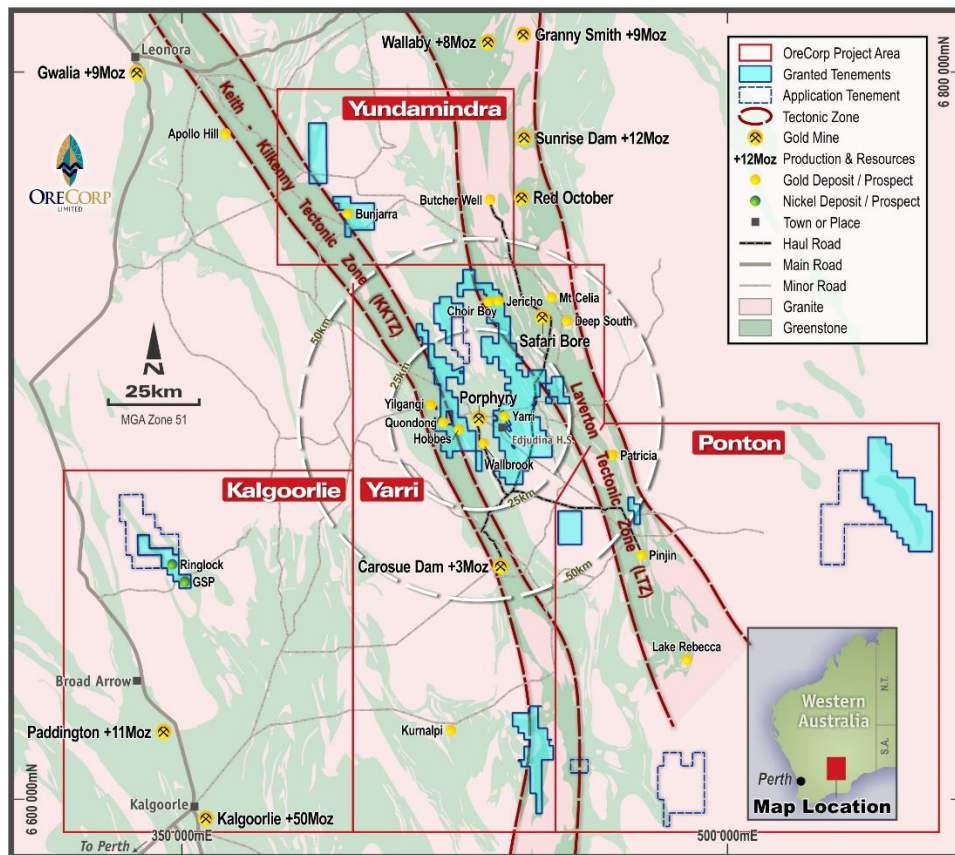 Leonora
Gwalia +9Moz
Wallaby +8Moz
Granny Smith +9Moz
6 800 000mN
OreCorp Project Area
Granted Tenements
Application Tenement
Tectonic Zone
Gold Mine
+12Moz Production & Resources
Gold Deposit / Prospect
Nickel Deposit / Prospect
Town or Place
Haul Road
Main Road
Minor Road
Granite
Greenstone
ORECORP
LIMITED
Yundamindra
Keith - Kilkenny Tectonic Zone (KKTZ)
Apollo Hill
Sunrise Dam +12Moz
Butcher Well
Red October
Bunjarra
N
25km
MGA Zone 51
50km
25km
Choir Boy
Jericho
Mt Celia
Deep South
Safari Bore
Porphyry
Yilgangi
Quondong
Hobbes
Yarri
Edjudina H.S.
Wallbrook
Laverton Tectonic Zone (LTZ)
Patricia
Ponton
Kalgoorlie
Yarri
25km
50km
Ringlock
GSP
Carosue Dam +3Moz
Pinjin
Lake Rebecca
Broad Arrow
Paddington +11Moz
Kurnalpi
Kalgoorle
Kalgoorlie +50Moz
To Perth
6 600 000mN
350 000mE
500 000mE
Western
Australia
N.T.
S.A.
Perth
Map Location